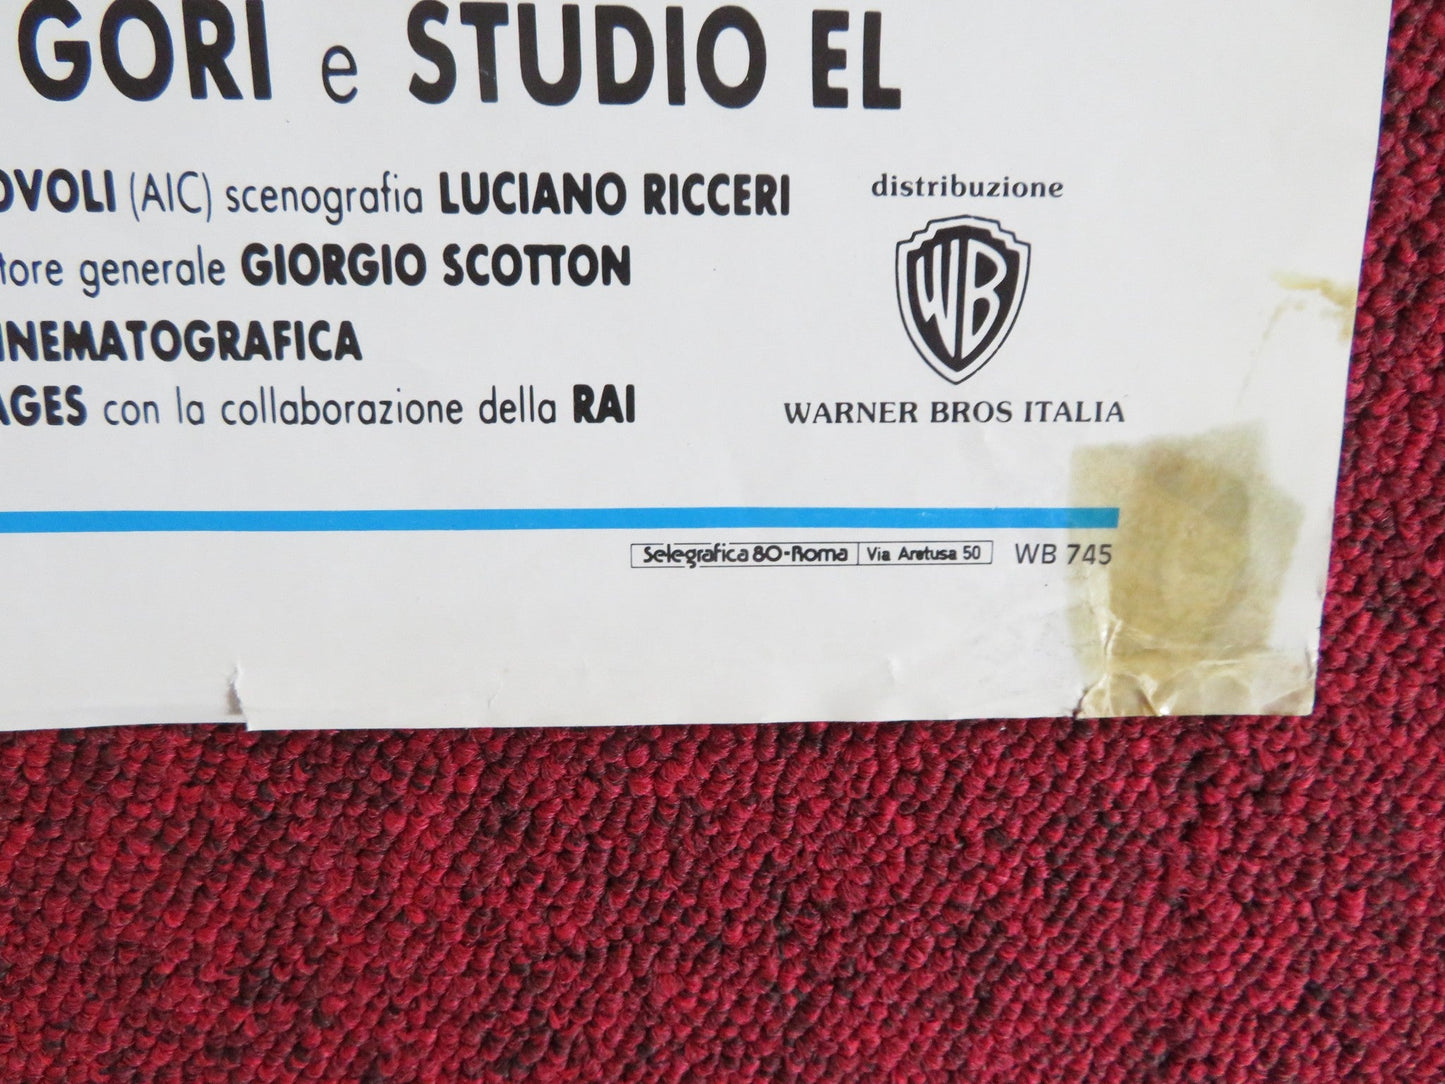 GORI e STUDIO EL
OVOLI (AIC) scenografia LUCIANO RICCERI
tore generale GIORGIO SCOTTON
INEMATOGRAFICA
AGES con la collaborazione della RAI
distribuzione
WB
WARNER BROS ITALIA
Selegrafica 80-Roma Via Aretusa 50 WB 745